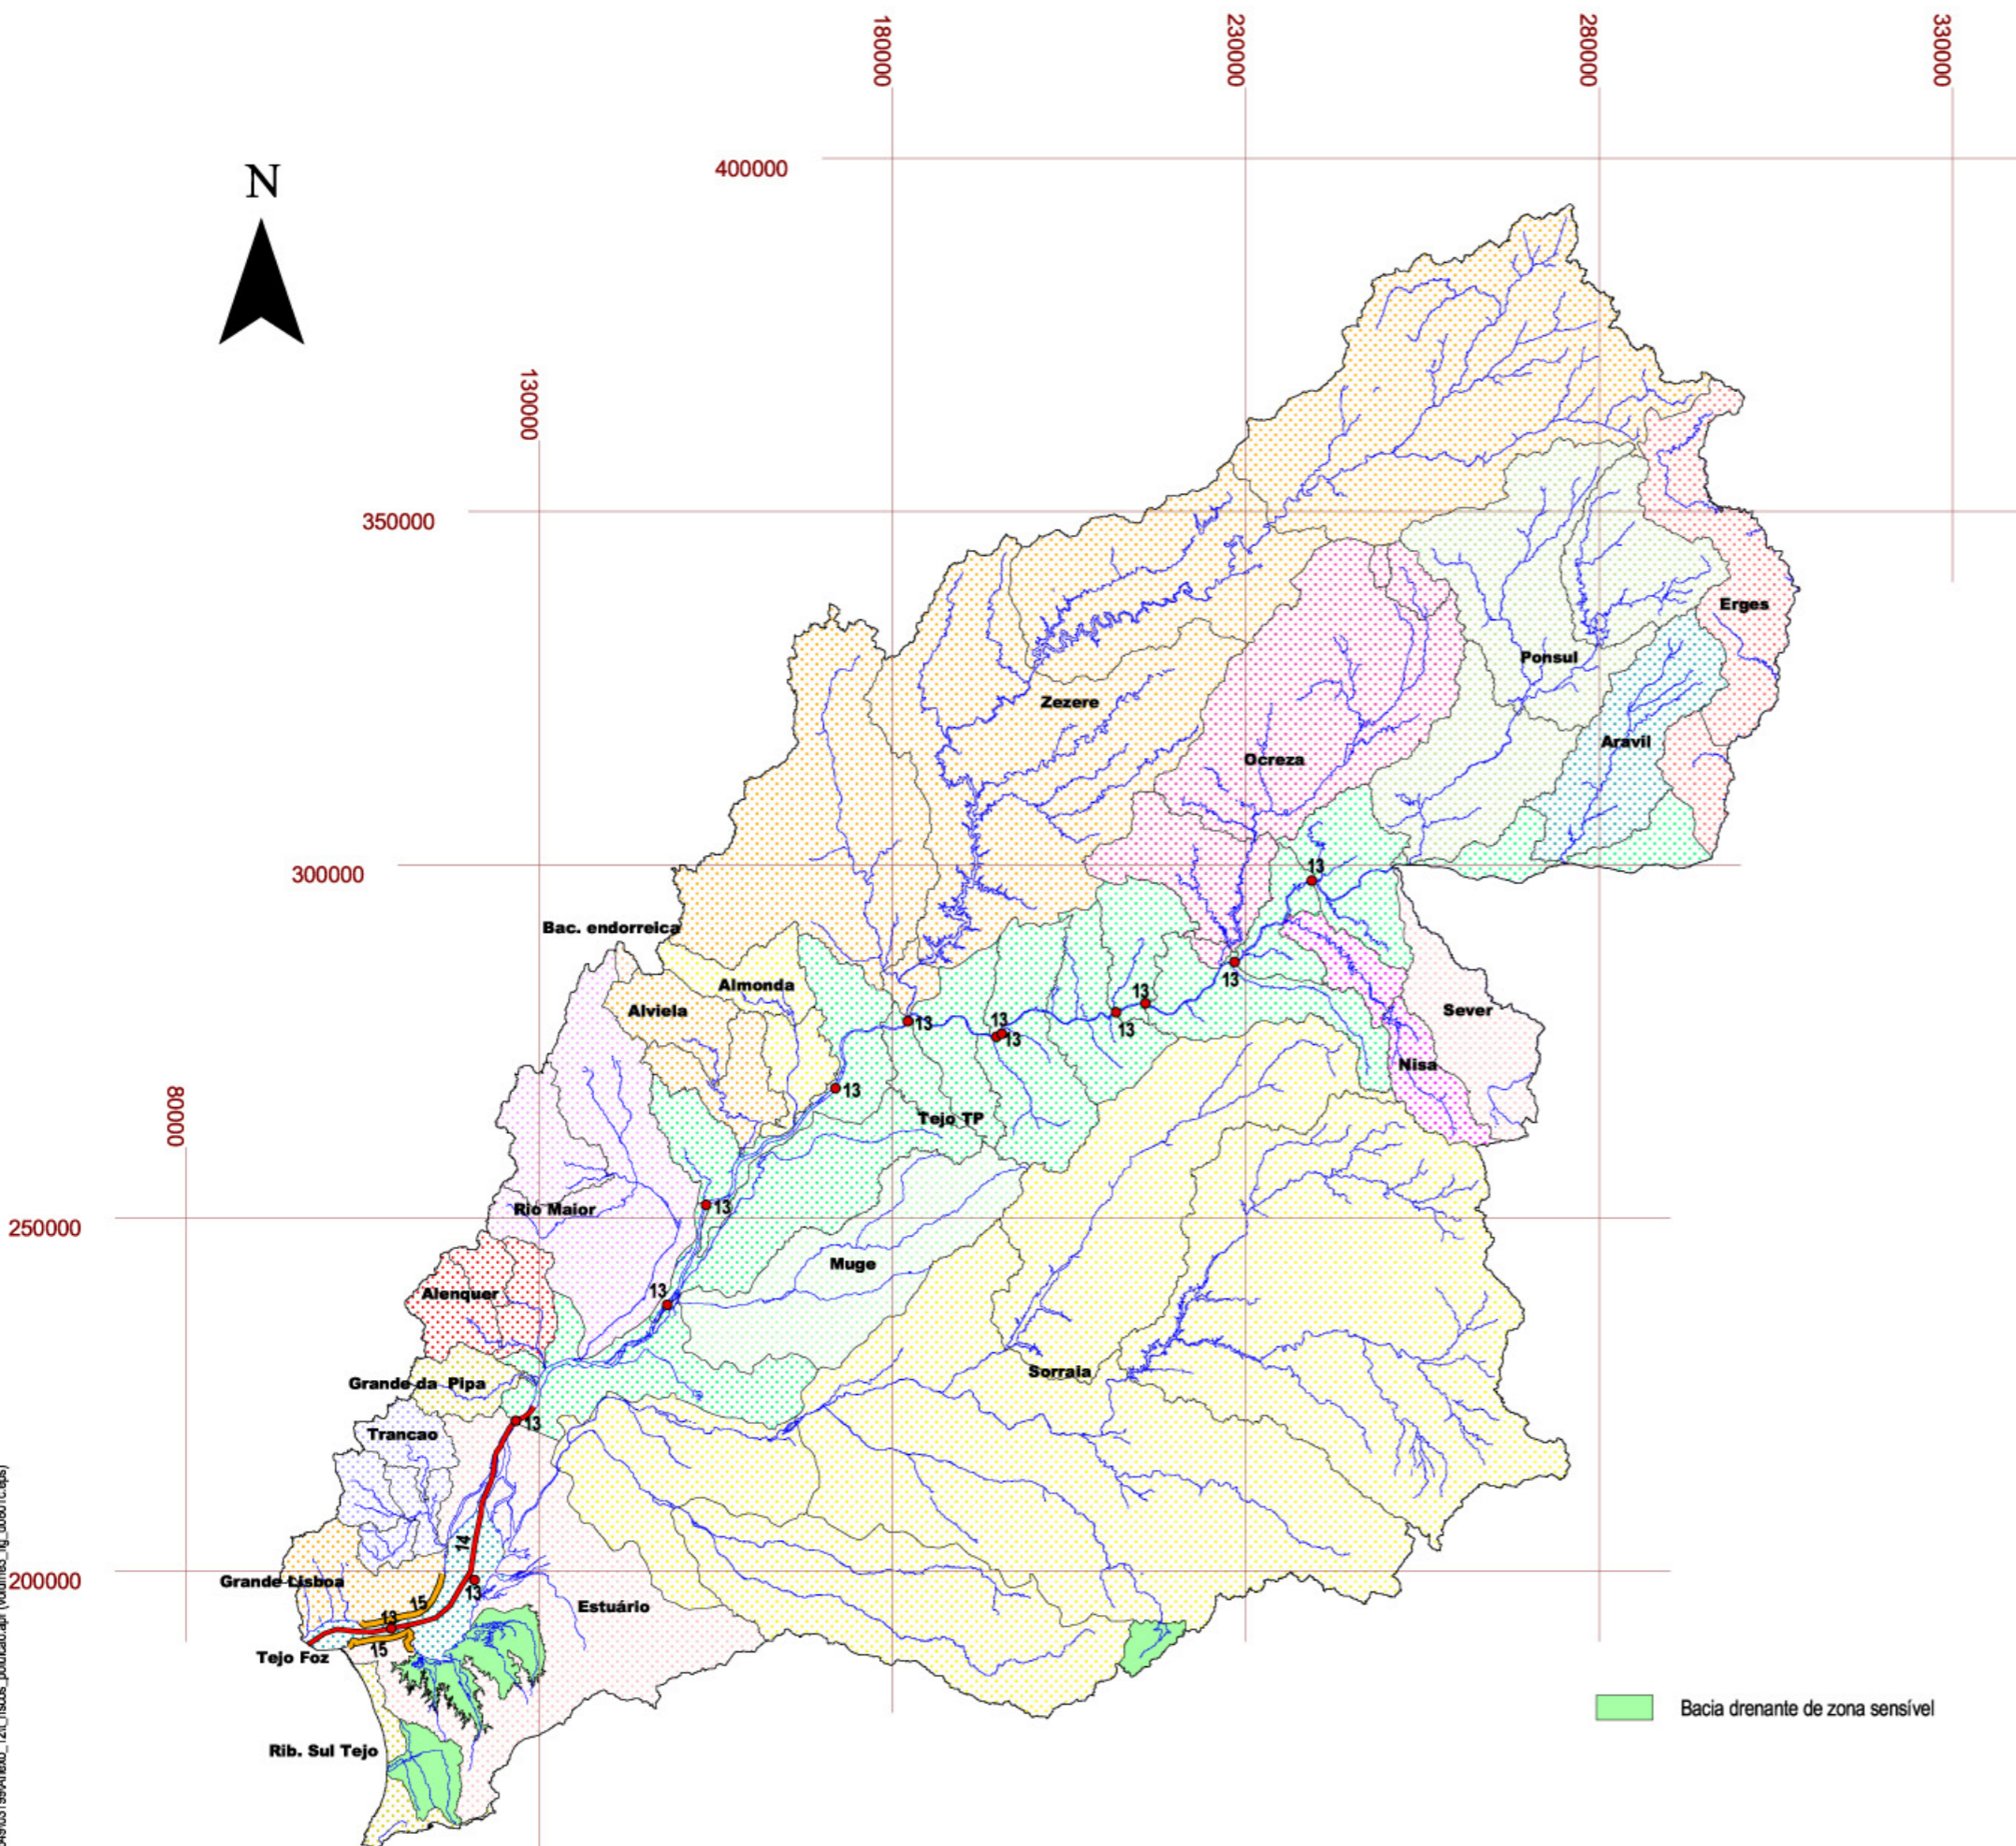 180000
230000
280000
330000
400000
N
130000
350000
Erges
Ponsul
Zezere
Aravil
Ocreza
300000
13
Bac. endorreica
13
Almonda
13
Alviela
Sever
13
13
13
13
13
Nisa
80000
13
Tejo TP
13
Rio Maior
250000
Muge
13
Alenquer
Sorraia
Grande da Pipa
13
Trancao
14
200000
Grande Lisboa
13
15
Estuário
13
15
Tejo Foz
Bacia drenante de zona sensível
Rib. Sul Tejo